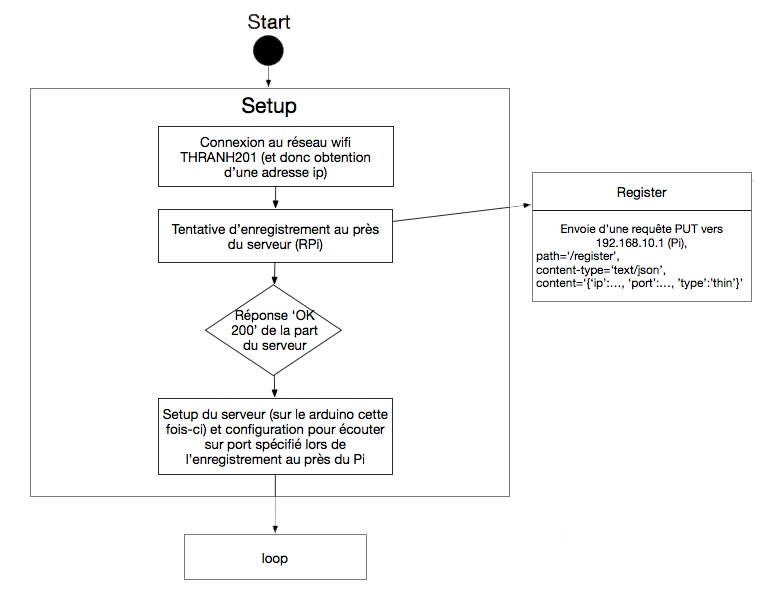 Start
Setup
Connexion au réseau wifi
THRANH201 (et donc obtention
d'une adresse ip)
Tentative d'enregistrement au près
du serveur (RPi)
Register
Envoie d'une requête PUT vers
192.168.10.1 (Pi),
path='/register',
content-type='text/json',
content='{'ip':..., 'port':..., 'type':'thin'}'
Réponse 'OK
200' de la part
du serveur
Setup du serveur (sur le arduino cette
fois-ci) et configuration pour écouter
sur port spécifié lors de
l'enregistrement au près du Pi
loop